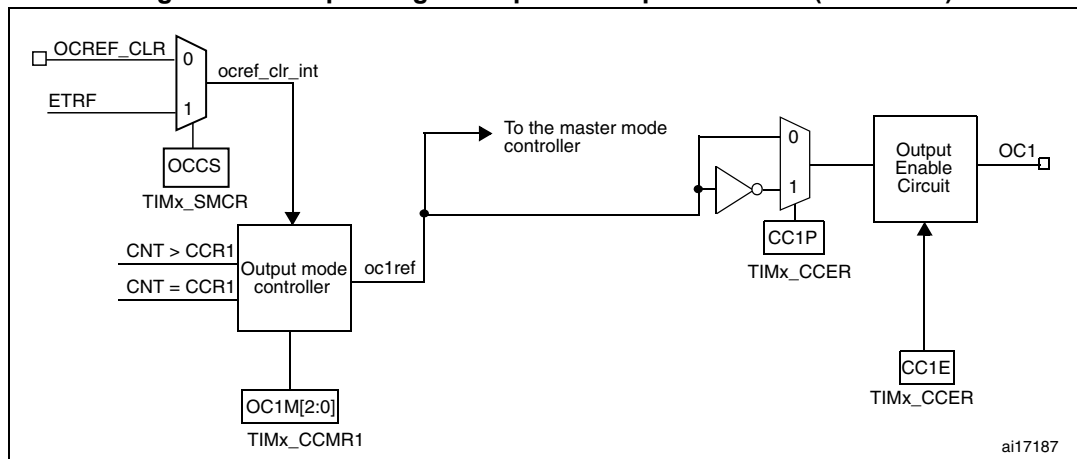 OCREF_CLR
0
ocref_clr_int
ETRF
1
OCCS
TIMx_SMCR
To the master mode
controller
0
1
CC1P
TIMx_CCER
Output
Enable
Circuit
OC1
CNT > CCR1
CNT = CCR1
Output mode
controller
oc1ref
CC1E
TIMx_CCER
OC1M[2:0]
TIMx_CCMR1
ai17187